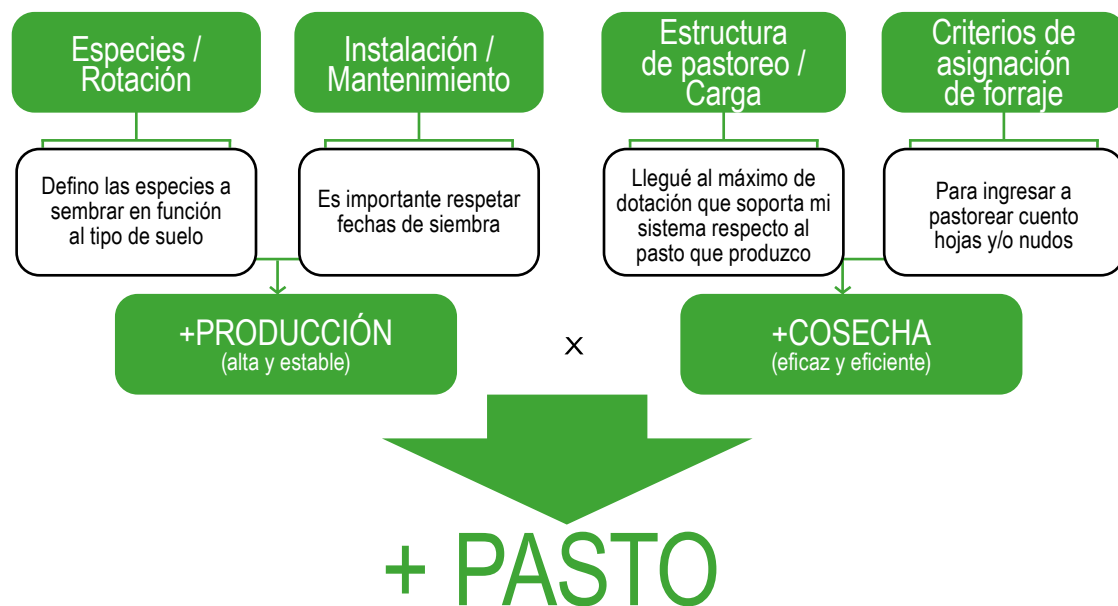 Especies /
Rotación
Instalación /
Mantenimiento
Estructura
de pastoreo /
Carga
Criterios de
asignación
de forraje
Defino las especies a
sembrar en función
al tipo de suelo
Es importante respetar
fechas de siembra
Llegué al máximo de
dotación que soporta mi
sistema respecto al
pasto que produzco
Para ingresar a
pastorear cuento
hojas y/o nudos
+PRODUCCIÓN
(alta y estable)
x
+COSECHA
(eficaz y eficiente)
+ PASTO